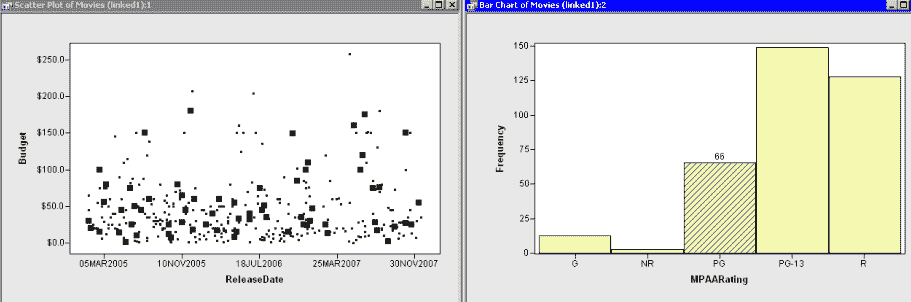 Scatter Plot of Movies (linked1):1
Budget
$250.0
$200.0
$150.0
$100.0
$50.0
$0.0
05MAR2005 10NOV2005 18JUL2006 25MAR2007 30NOV2007
ReleaseDate
Bar Chart of Movies (linked1):2
Frequency
150
125
100
75
50
25
0
66
G NR PG PG-13 R
MPAARating